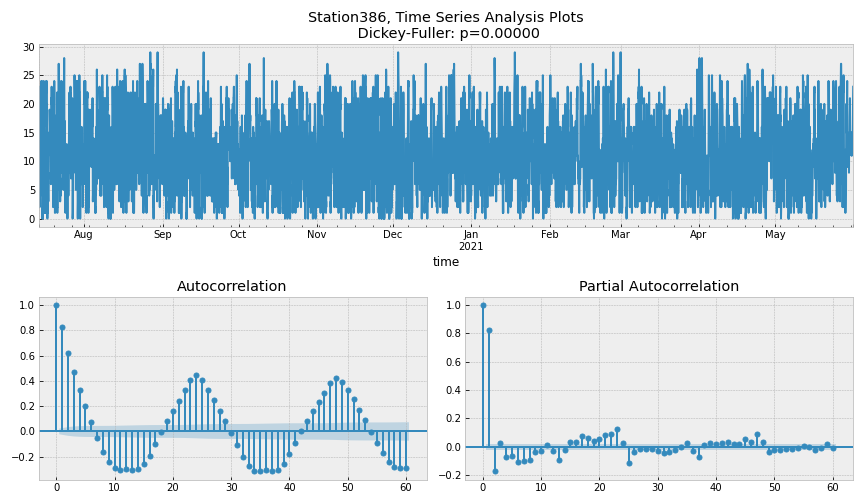 Station386, Time Series Analysis Plots
Dickey-Fuller: p=0.00000
30
25
20
15
10
5
0
Aug Sep Oct Nov Dec Jan Feb Mar Apr May
2021
time
Autocorrelation Partial Autocorrelation
1.0 1.0
0.8 0.8
0.6 0.6
0.4 0.4
0.2 0.2
0.0 0.0
−0.2 −0.2
0 10 20 30 40 50 60 0 10 20 30 40 50 60